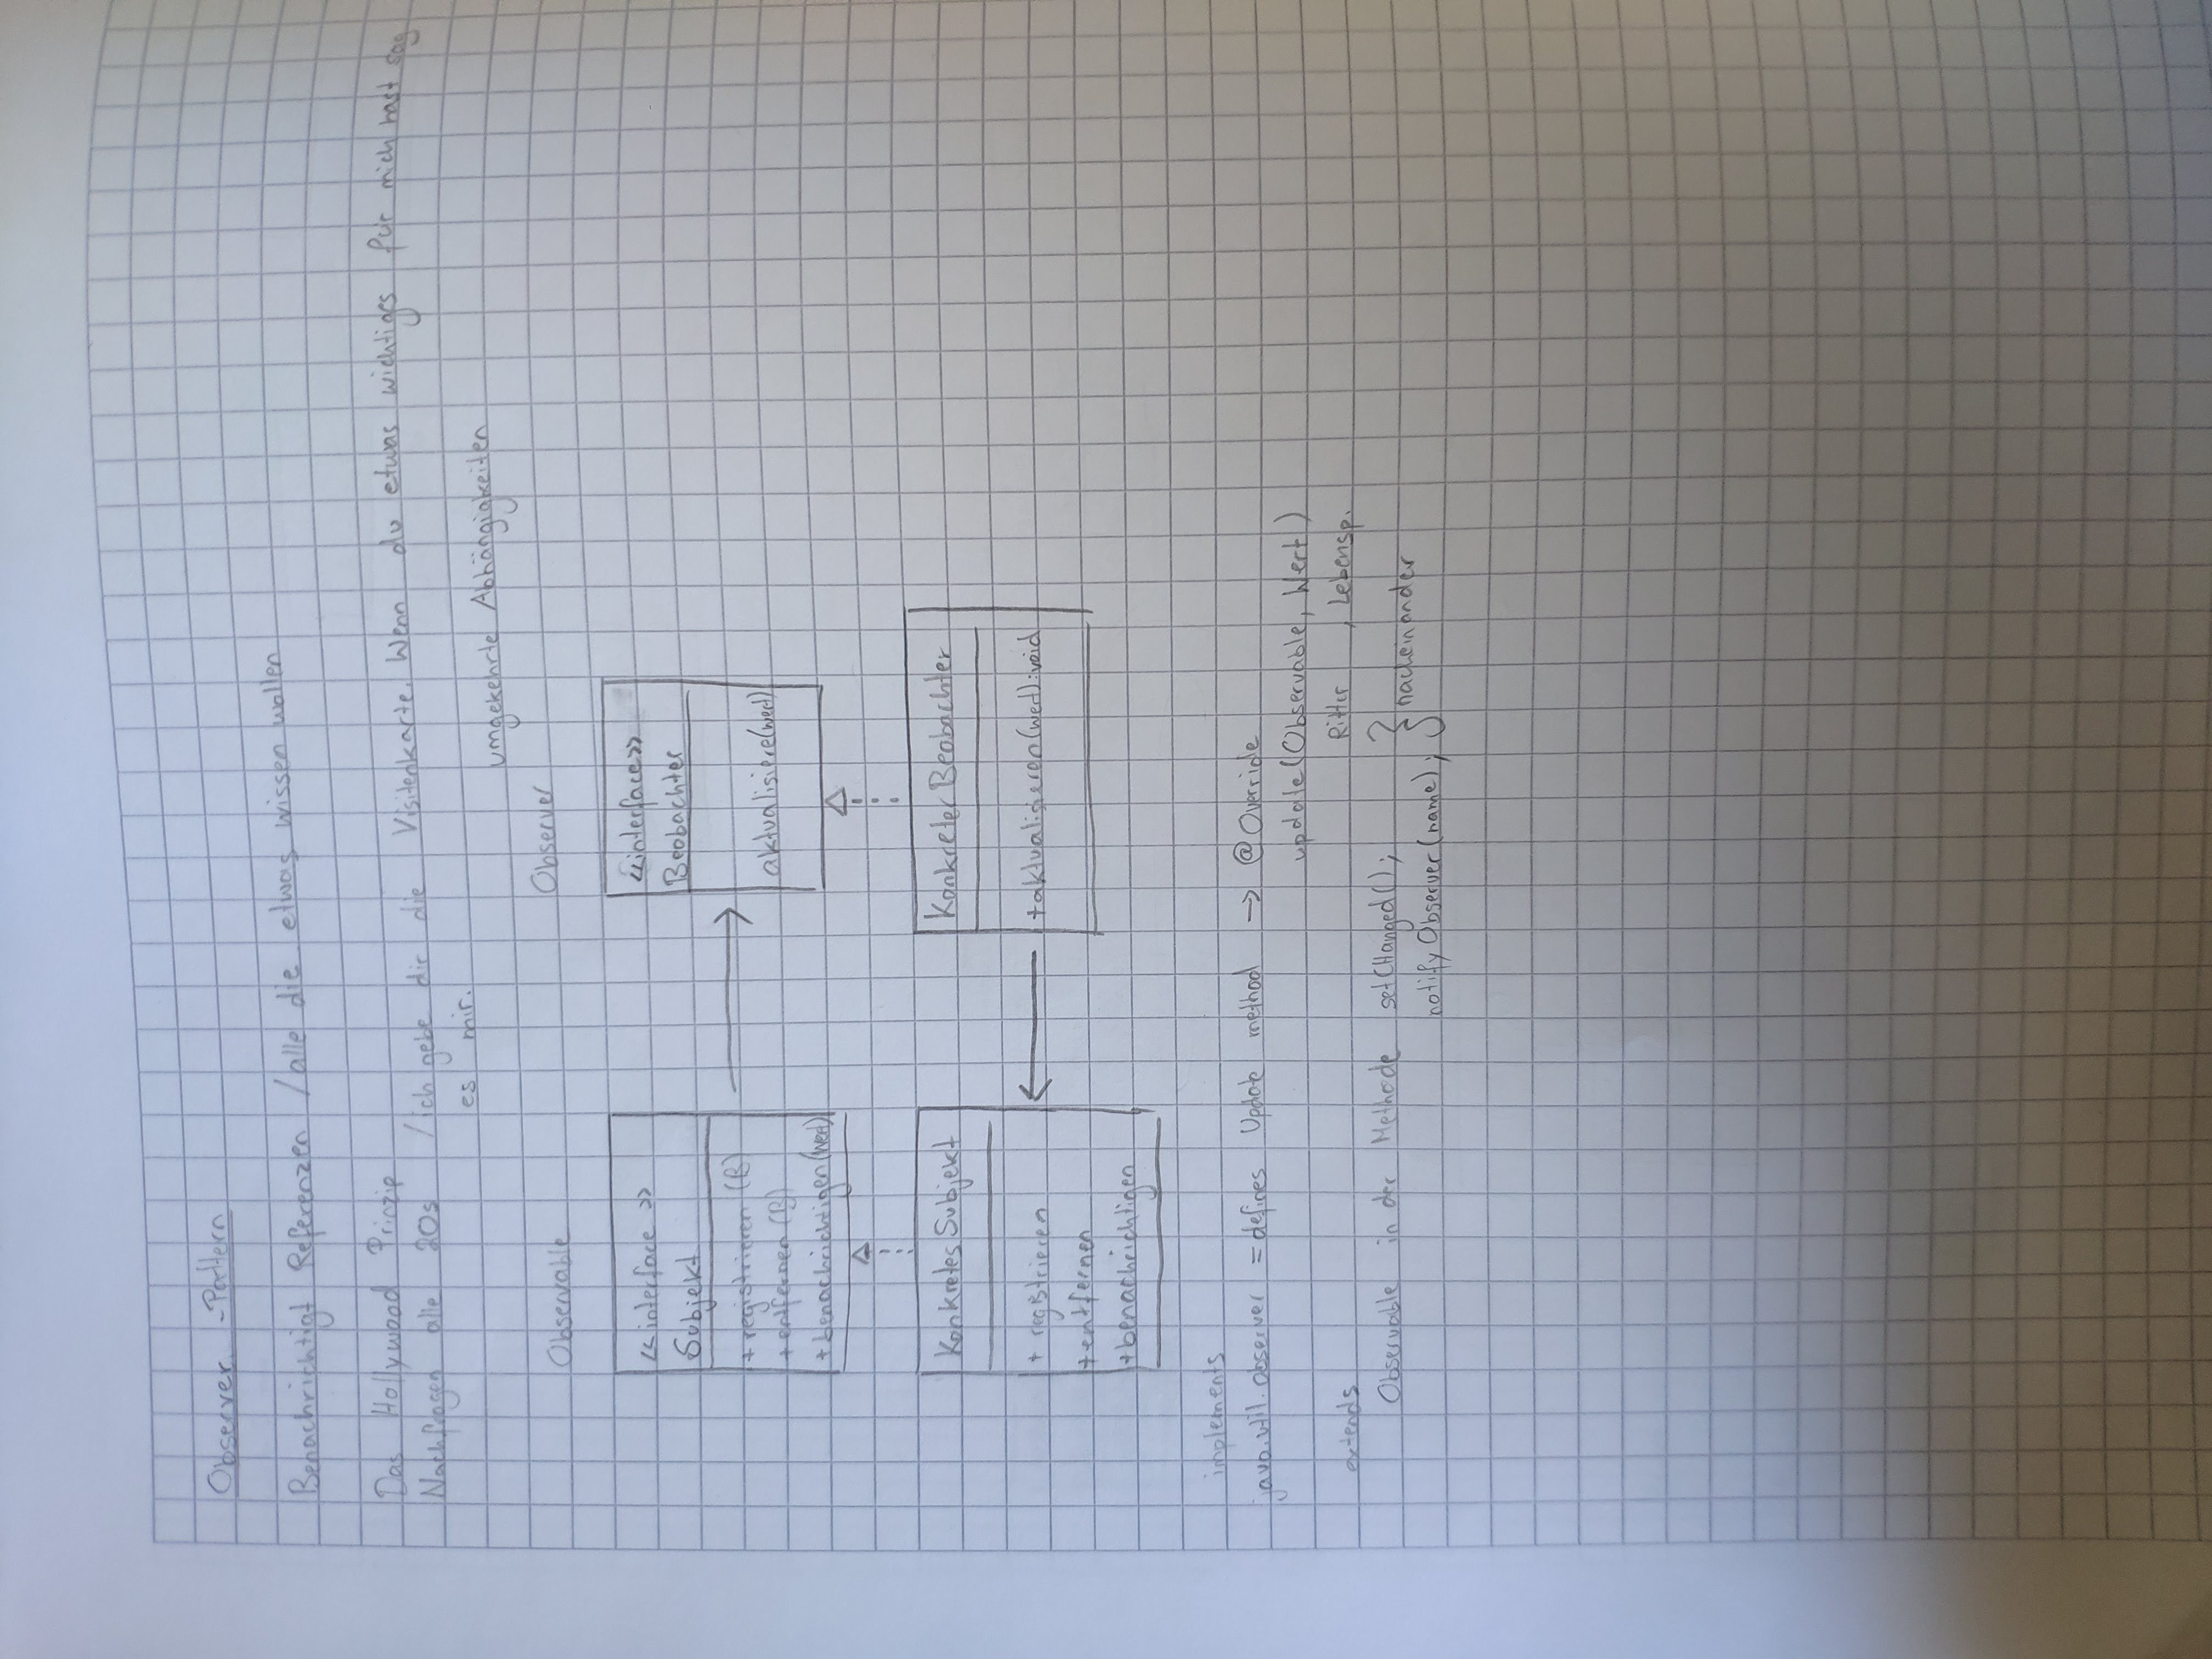 Observer -Pattern
Benachrichtigt Referenzen / alle die etwas wissen wollen
Das Hollywood Prinzip
Nachfragen alle 20s / ich gebe dir die Visitenkarte. Wenn du etwas wichtiges für mich hast sag
es mir.
umgekehrte Abhängigkeiten
Observable
Observer
<<interface>>
Subjekt
+ registrieren (B)
+ entfernen (B)
+ benachrichtigen (Wert)
<<interface>>
Beobachter
aktualisiere(wert)
Konkretes Subjekt
+ registrieren
+ entfernen
+ benachrichtigen
Konkreter Beobachter
+ aktualisieren(wert):void
implements
java.util.observer = defines Update method → @Override
update(Observable, Wert)
Ritter , Lebensp.
extends
Observable in der Methode setCHanged();
notifyObserver(name); } nacheinander